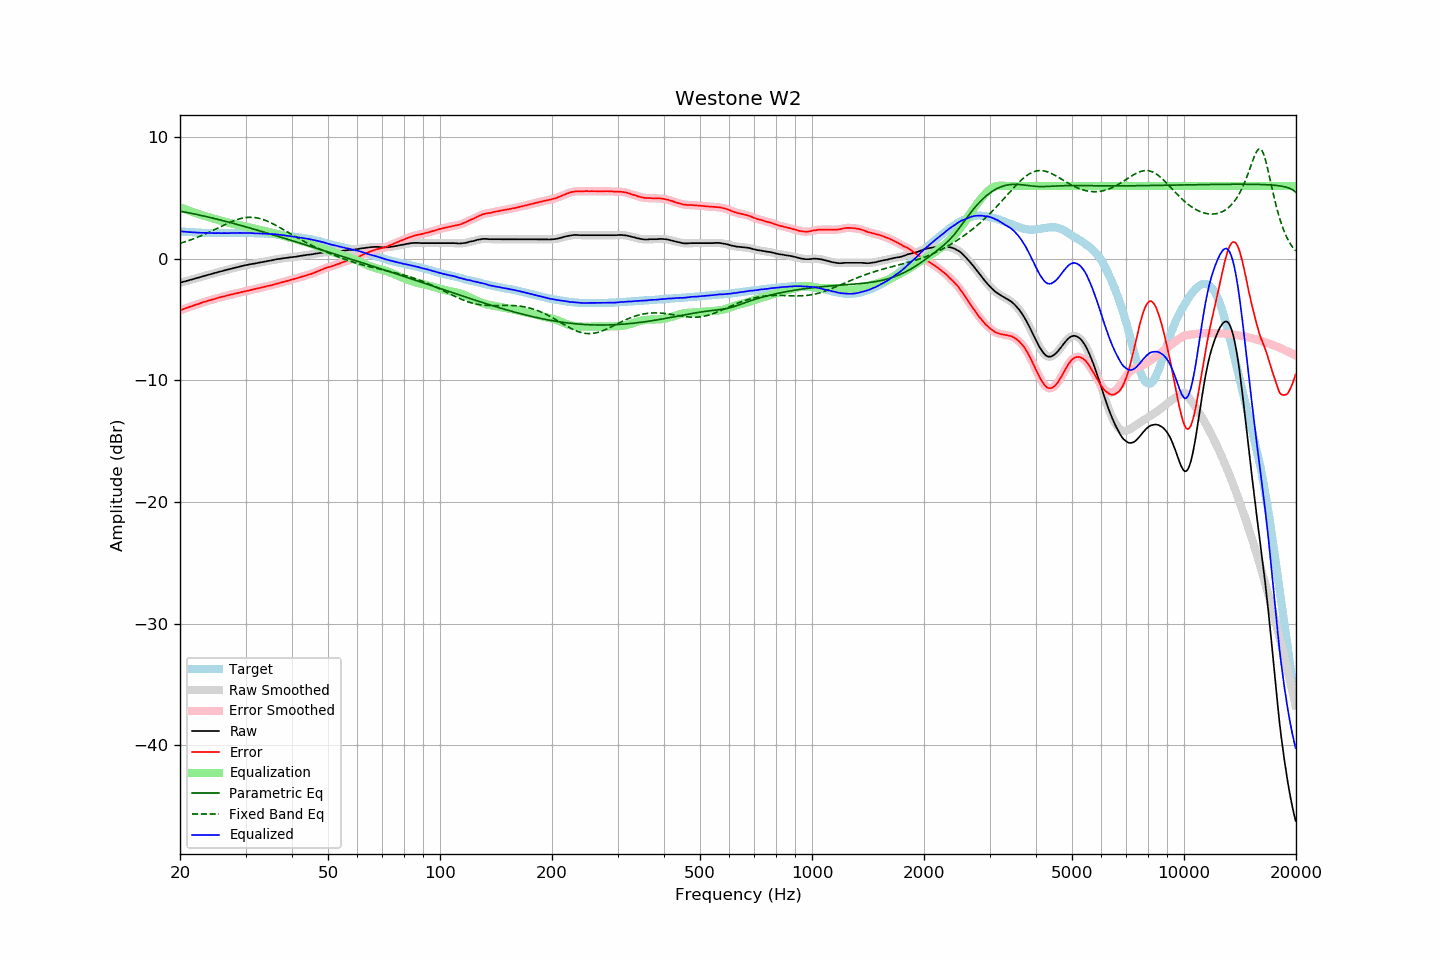 Westone W2
10
0
−10
−20
−30
−40
Amplitude (dBr)
Target
Raw Smoothed
Error Smoothed
Raw
Error
Equalization
Parametric Eq
Fixed Band Eq
Equalized
20 50 100 200 500 1000 2000 5000 10000 20000
Frequency (Hz)